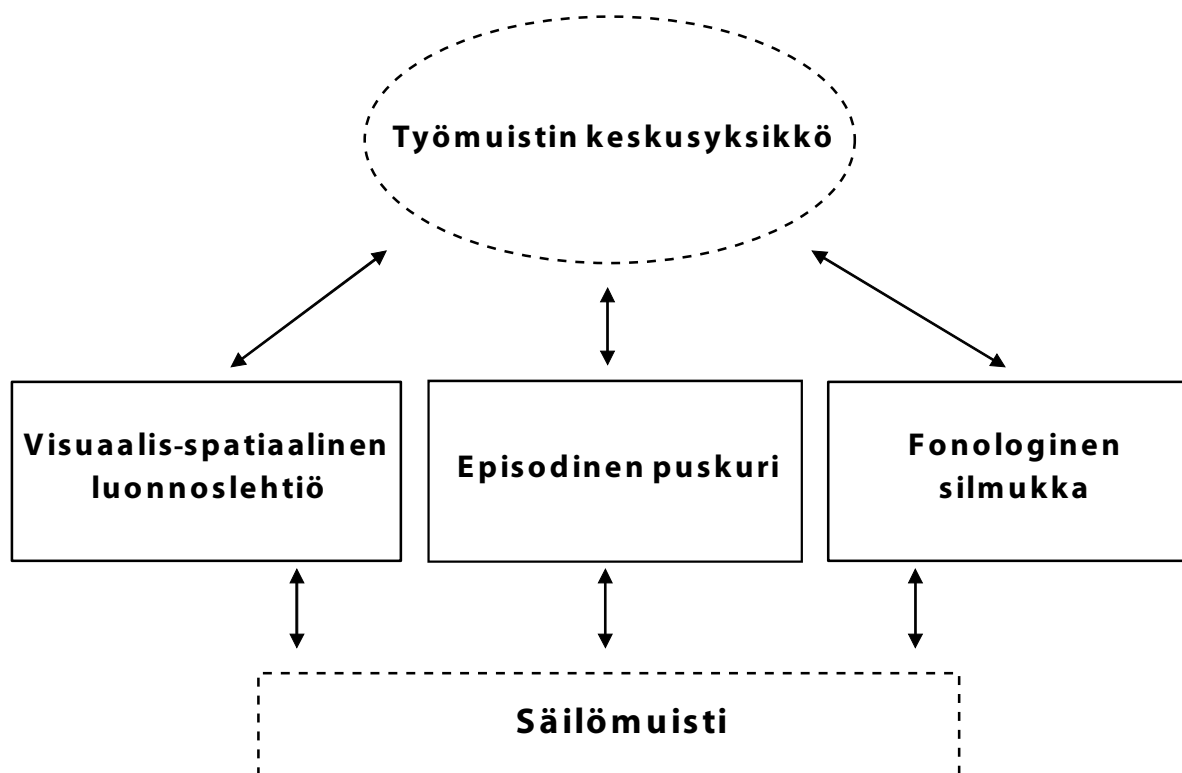 Työmuistin keskusyksikkö
Visuaalis-spatiaalinen
luonnoslehtiö
Episodinen puskuri
Fonologinen
silmukka
Säilömuisti